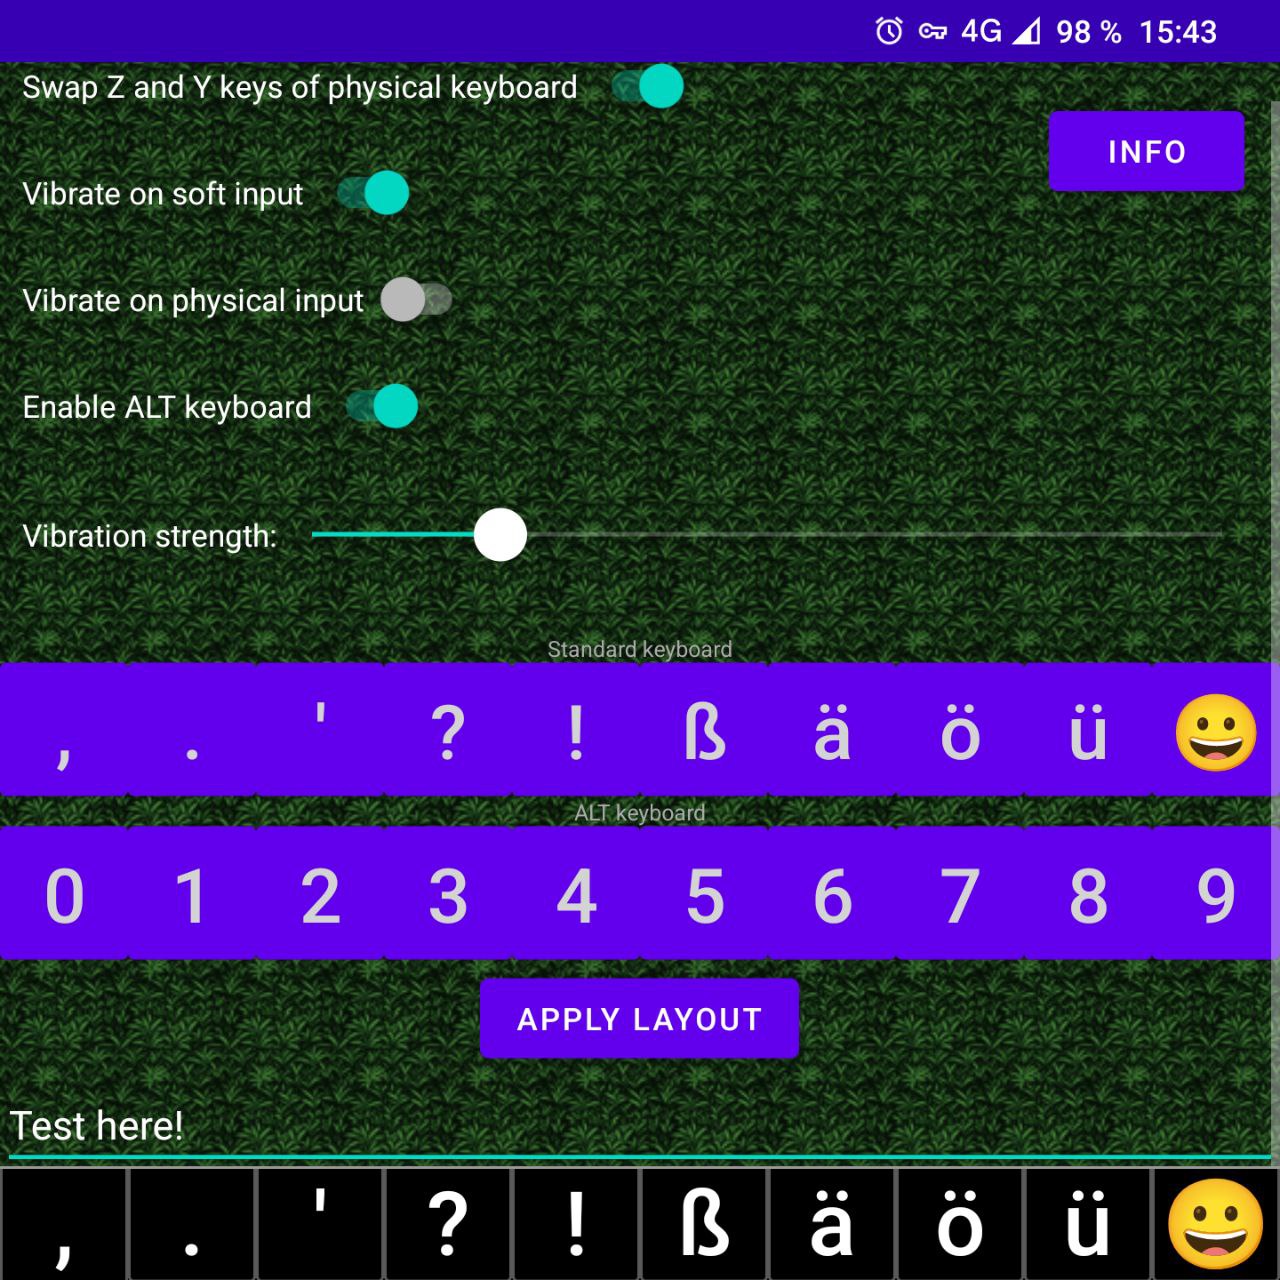 4G 98 % 15:43
Swap Z and Y keys of physical keyboard
INFO
Vibrate on soft input
Vibrate on physical input
Enable ALT keyboard
Vibration strength:
Standard keyboard
, . ' ? ! ß ä ö ü 😀
ALT keyboard
0 1 2 3 4 5 6 7 8 9
APPLY LAYOUT
Test here!
, . ' ? ! ß ä ö ü 😀